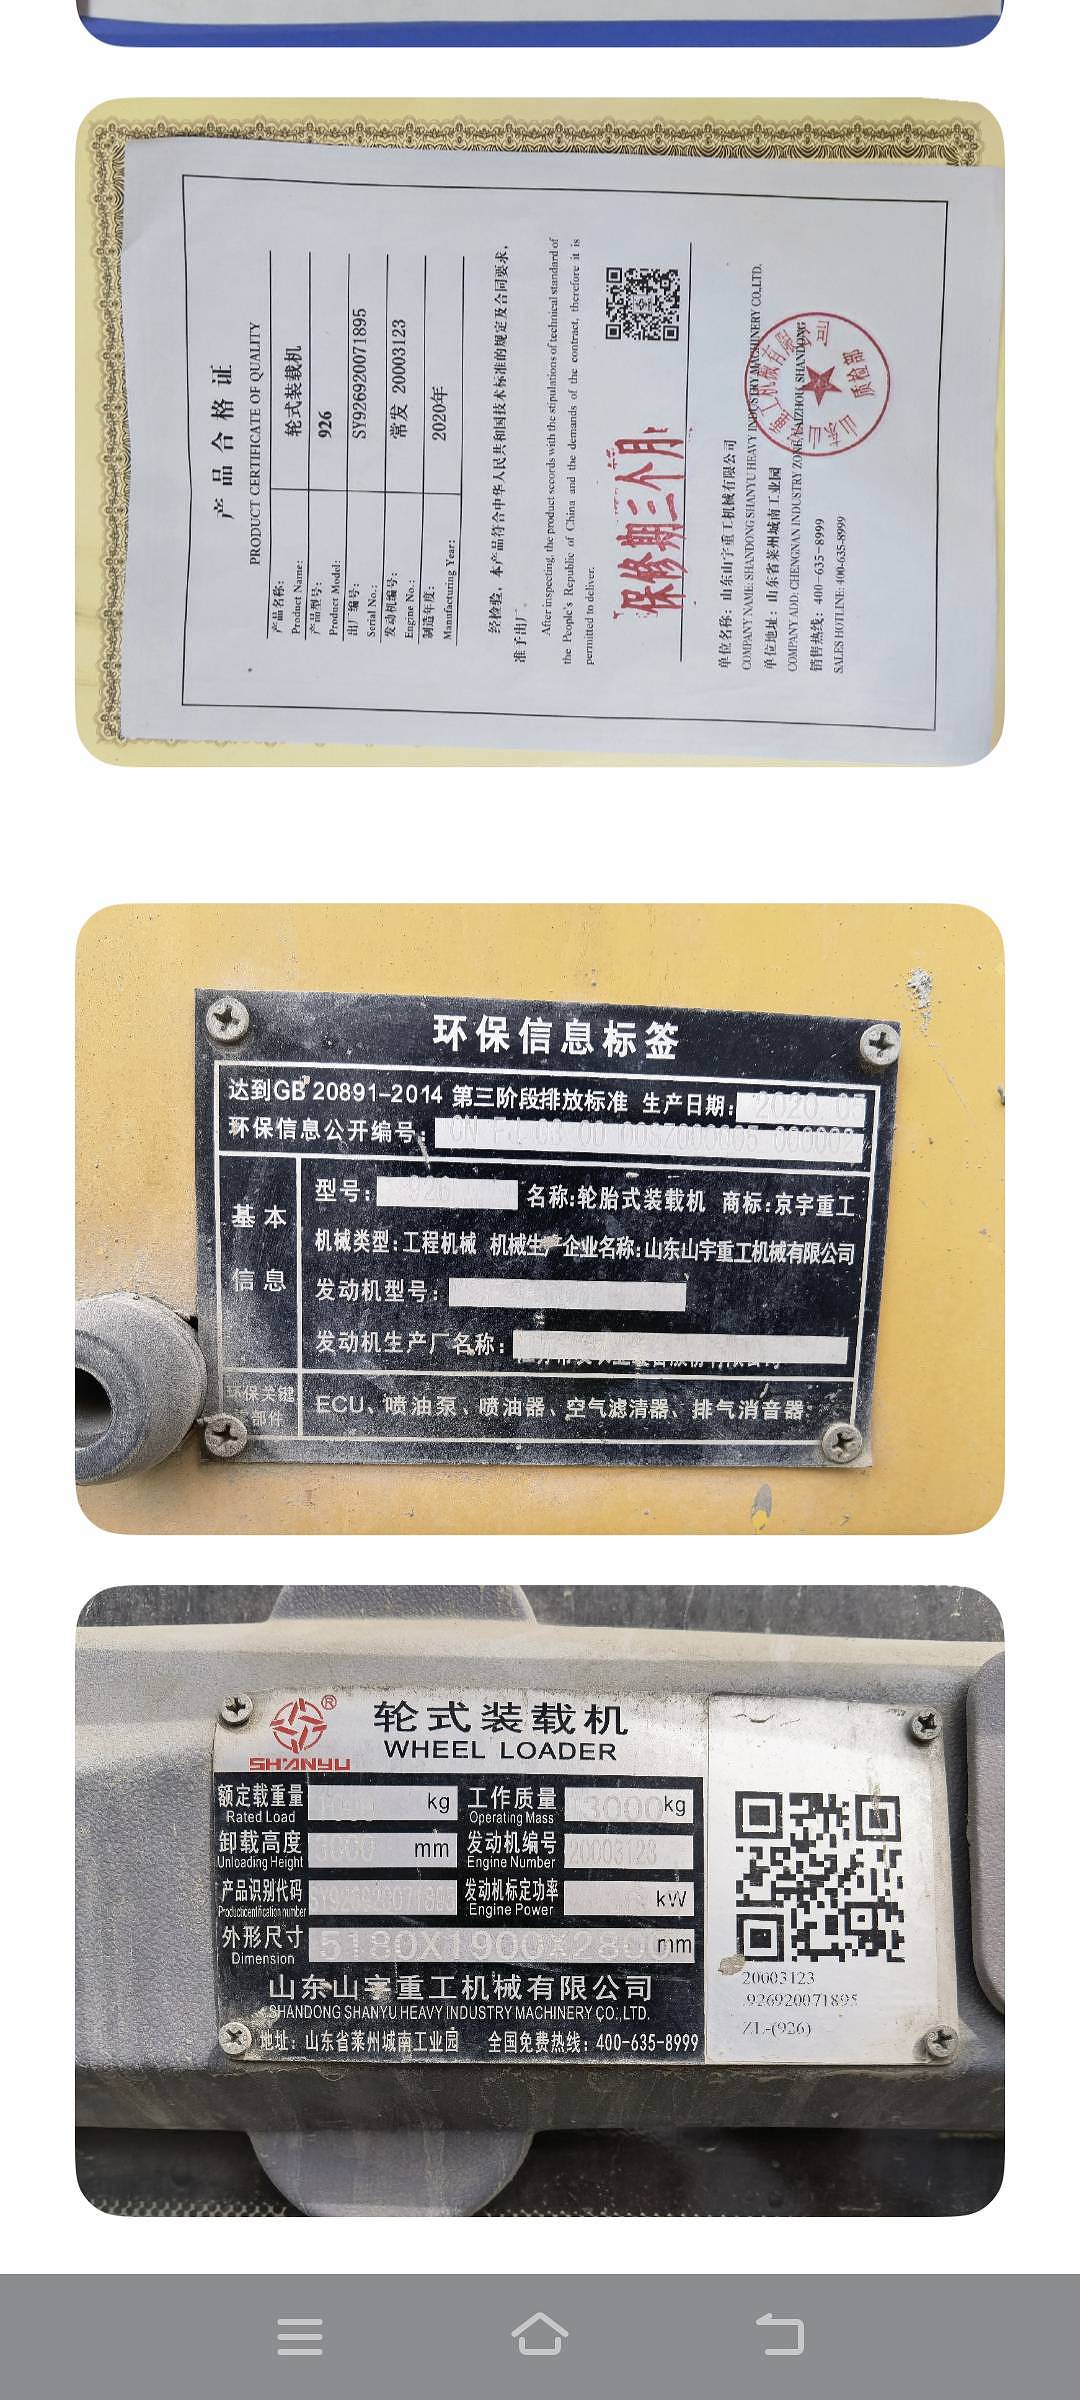 产品合格证
PRODUCT CERTIFICATE OF QUALITY
产品名称: 轮式装载机
Product Name:
产品型号: 926
Product Model:
出厂编号: SY926920071895
Serial No.:
发动机编号: 常发 20003123
Engine No.:
制造年度: 2020年
Manufacturing Year:
经检验，本产品符合中华人民共和国技术标准的规定及合同要求，
准予出厂。
After inspecting, the product sccords with the stipulations of technical standard of
the People's Republic of China and the demands of the contract, therefore it is
permitted to deliver.
保修期三个月
单位名称：山东山宇重工机械有限公司
COMPANY NAME: SHANDONG SHANYU HEAVY INDUSTRY MACHINERY CO.,LTD.
单位地址：山东省莱州城南工业园
COMPANY ADD: CHENGNAN INDUSTRY ZONE, LAIZHOU, SHANDONG
销售热线：400-635-8999
SALES HOTLINE: 400-635-8999
质检部
环保信息标签
达到GB 20891-2014 第三阶段排放标准 生产日期: 2020.05
环保信息公开编号:
基本
信息
型号: 926 名称:轮胎式装载机 商标:京宇重工
机械类型:工程机械 机械生产企业名称:山东山宇重工机械有限公司
发动机型号:
发动机生产厂名称:
环保关键
部件
ECU、喷油泵、喷油器、空气滤清器、排气消音器
SHANYU®
轮式装载机
WHEEL LOADER
额定载重量 kg 工作质量 3000kg
Rated Load Operating Mass
卸载高度 mm 发动机编号 20003123
Unloading Height Engine Number
产品识别代码 发动机标定功率 kW
Engine Power
外形尺寸 5180X1900X2800mm
Dimension
山东山宇重工机械有限公司
SHANDONG SHANYU HEAVY INDUSTRY MACHINERY CO.,LTD.
地址：山东省莱州城南工业园 全国免费热线：400-635-8999
20003123
926920071895
ZL-(926)